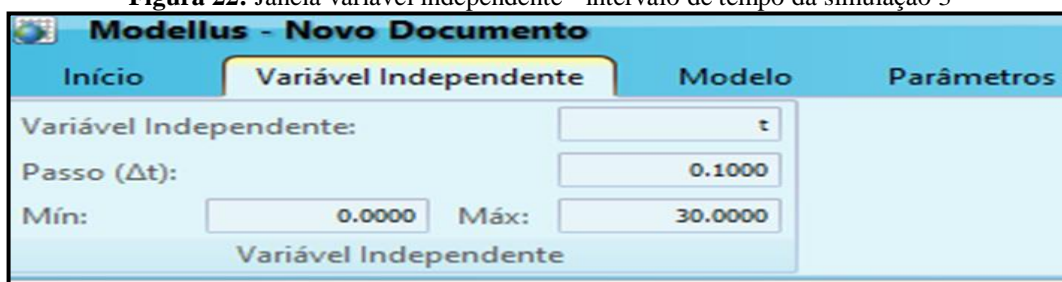 Figura 22: Janela variável independente - intervalo de tempo da simulação 3
Modellus - Novo Documento
Início Variável Independente Modelo Parâmetros
Variável Independente: t
Passo (Δt): 0.1000
Mín: 0.0000 Máx: 30.0000
Variável Independente